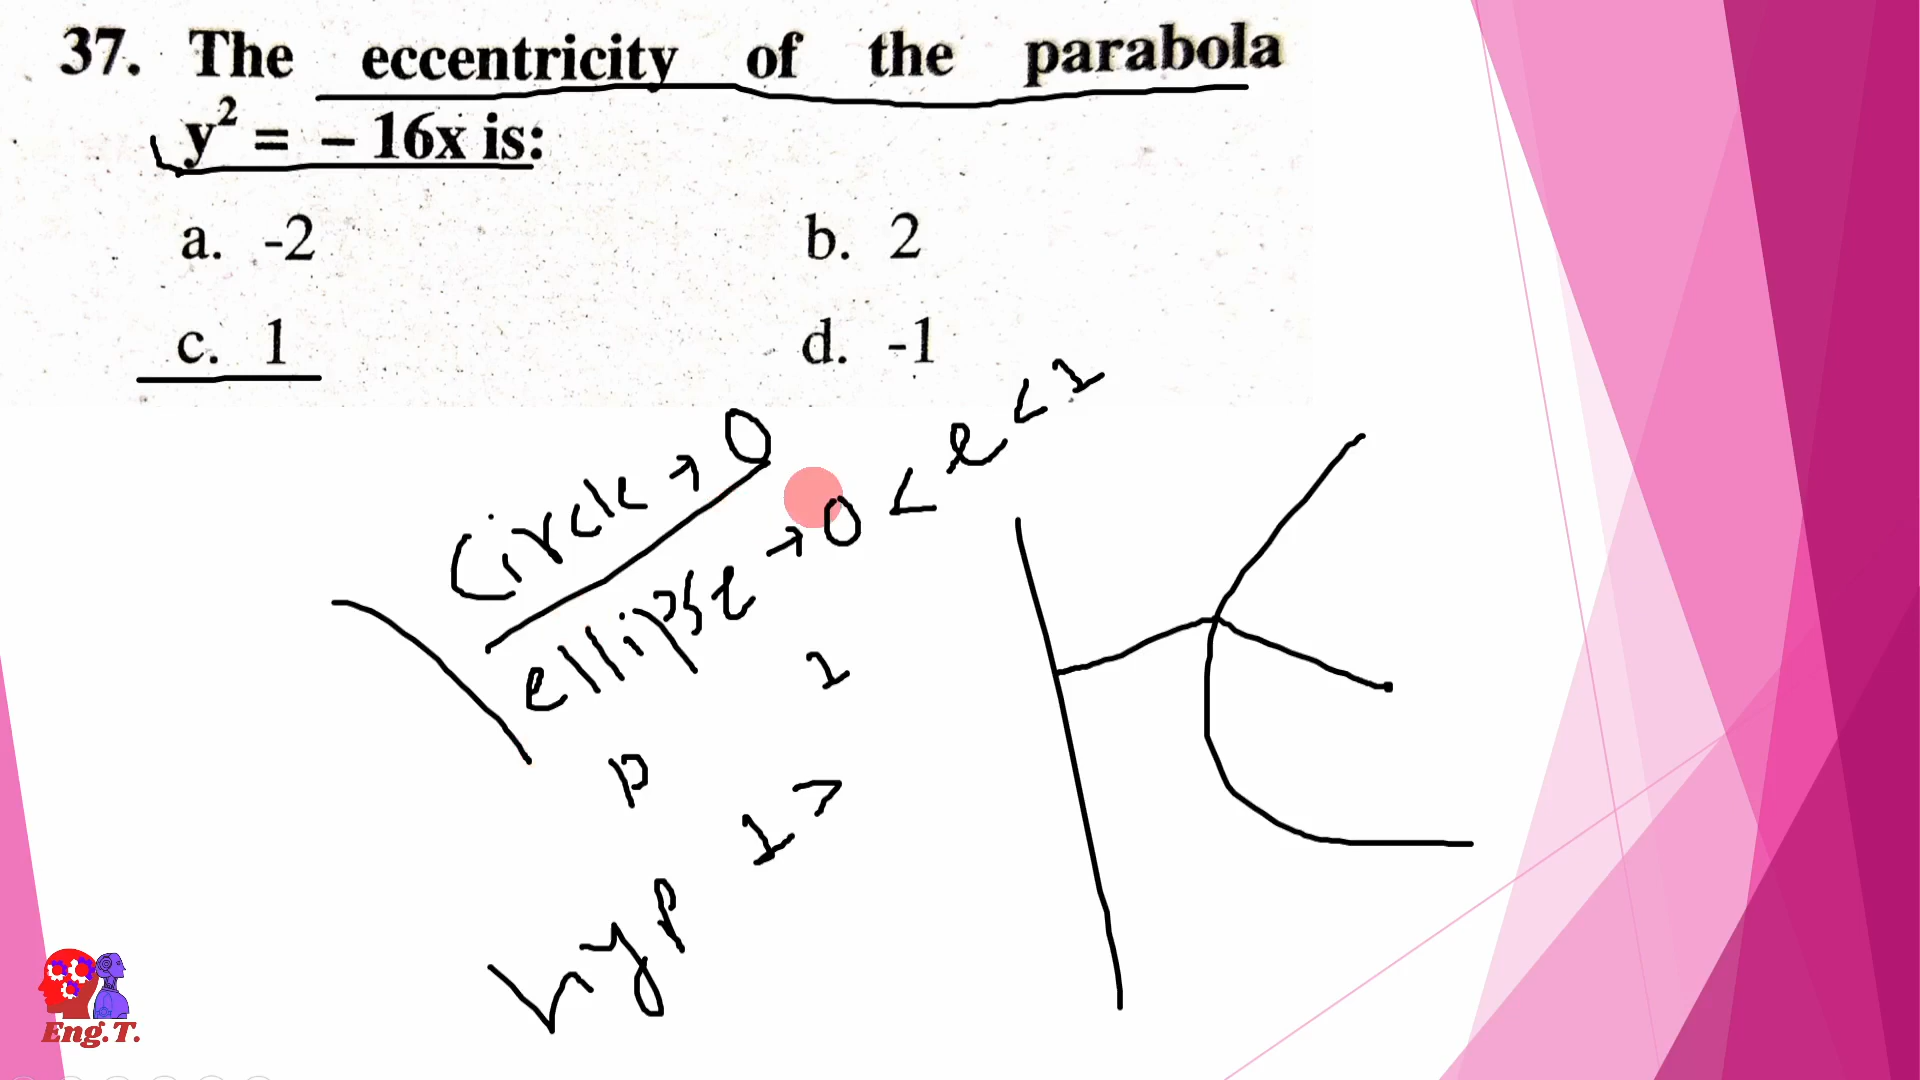 37. The eccentricity of the parabola
y² = – 16x is:
a. -2 b. 2
c. 1 d. -1
Circle → 0
ellipse → 0 < e < 1
P 1
hyp 1 >
Eng.T.